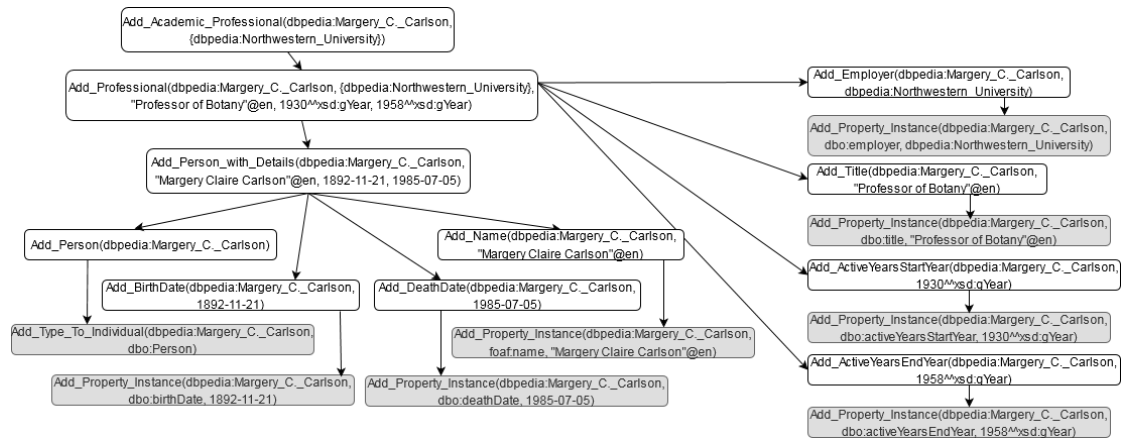 Add_Academic_Professional(dbpedia:Margery_C._Carlson,
{dbpedia:Northwestern_University})
Add_Professional(dbpedia:Margery_C._Carlson, {dbpedia:Northwestern_University},
"Professor of Botany"@en, 1930^^xsd:gYear, 1958^^xsd:gYear)
Add_Person_with_Details(dbpedia:Margery_C._Carlson,
"Margery Claire Carlson"@en, 1892-11-21, 1985-07-05)
Add_Person(dbpedia:Margery_C._Carlson)
Add_Name(dbpedia:Margery_C._Carlson,
"Margery Claire Carlson"@en)
Add_BirthDate(dbpedia:Margery_C._Carlson,
1892-11-21)
Add_DeathDate(dbpedia:Margery_C._Carlson,
1985-07-05)
Add_Type_To_Individual(dbpedia:Margery_C._Carlson,
dbo:Person)
Add_Property_Instance(dbpedia:Margery_C._Carlson,
foaf:name, "Margery Claire Carlson"@en)
Add_Property_Instance(dbpedia:Margery_C._Carlson,
dbo:birthDate, 1892-11-21)
Add_Property_Instance(dbpedia:Margery_C._Carlson,
dbo:deathDate, 1985-07-05)
Add_Employer(dbpedia:Margery_C._Carlson,
dbpedia:Northwestern_University)
Add_Property_Instance(dbpedia:Margery_C._Carlson,
dbo:employer, dbpedia:Northwestern_University)
Add_Title(dbpedia:Margery_C._Carlson,
"Professor of Botany"@en)
Add_Property_Instance(dbpedia:Margery_C._Carlson,
dbo:title, "Professor of Botany"@en)
Add_ActiveYearsStartYear(dbpedia:Margery_C._Carlson,
1930^^xsd:gYear)
Add_Property_Instance(dbpedia:Margery_C._Carlson,
dbo:activeYearsStartYear, 1930^^xsd:gYear)
Add_ActiveYearsEndYear(dbpedia:Margery_C._Carlson,
1958^^xsd:gYear)
Add_Property_Instance(dbpedia:Margery_C._Carlson,
dbo:activeYearsEndYear, 1958^^xsd:gYear)